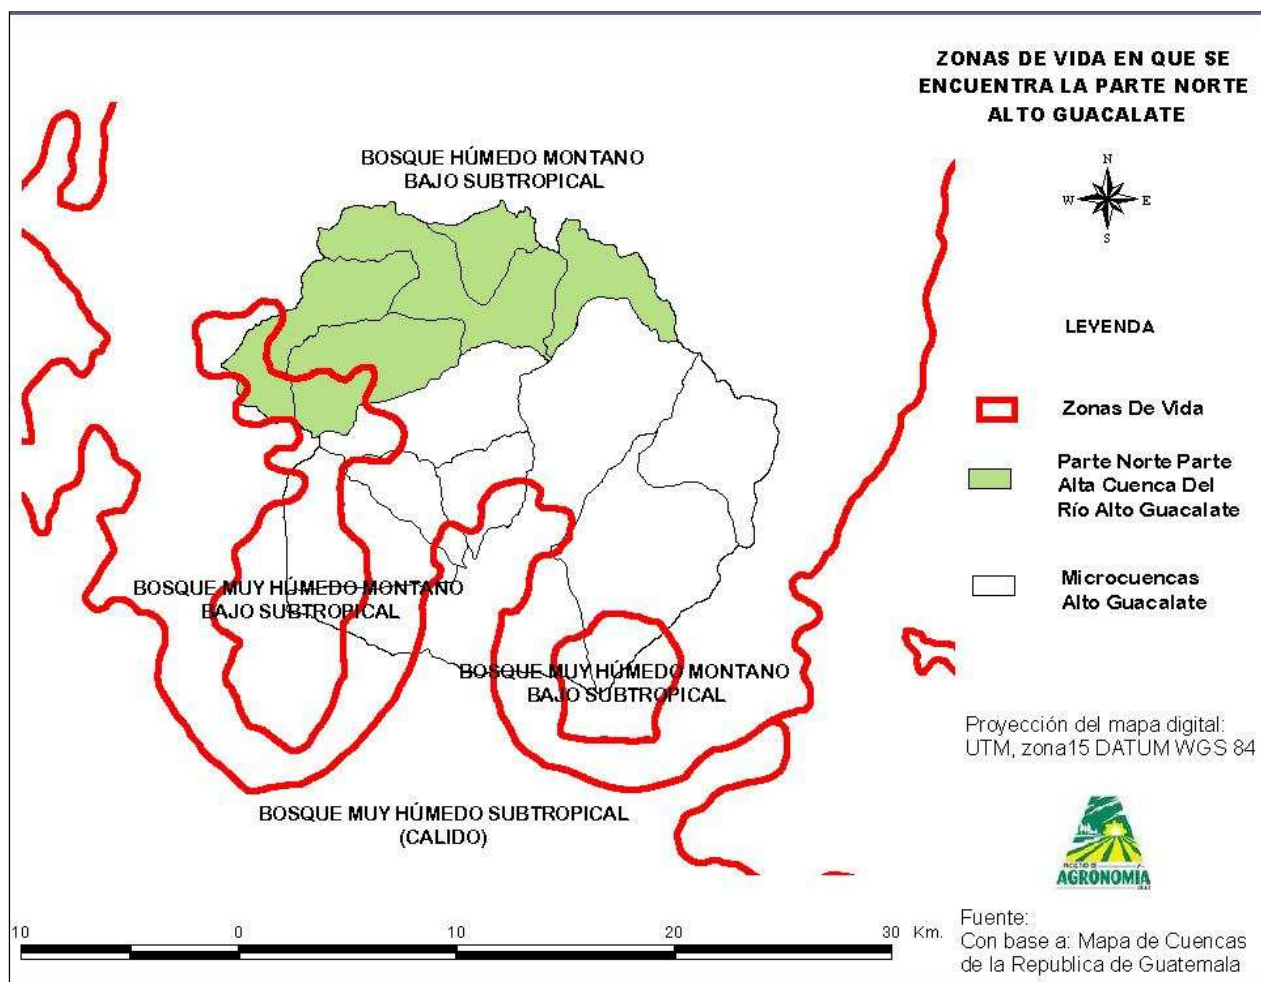 ZONAS DE VIDA EN QUE SE
ENCUENTRA LA PARTE NORTE
ALTO GUACALATE
BOSQUE HÚMEDO MONTANO
BAJO SUBTROPICAL
N
W
E
S
LEYENDA
Zonas De Vida
Parte Norte Parte
Alta Cuenca Del
Río Alto Guacalate
Microcuencas
Alto Guacalate
BOSQUE MUY HÚMEDO MONTANO
BAJO SUBTROPICAL
BOSQUE MUY HÚMEDO MONTANO
BAJO SUBTROPICAL
BOSQUE MUY HÚMEDO SUBTROPICAL
(CALIDO)
Proyección del mapa digital:
UTM, zona15 DATUM WGS 84
AGRONOMÍA
10 0 10 20 30 Km.
Fuente:
Con base a: Mapa de Cuencas
de la Republica de Guatemala